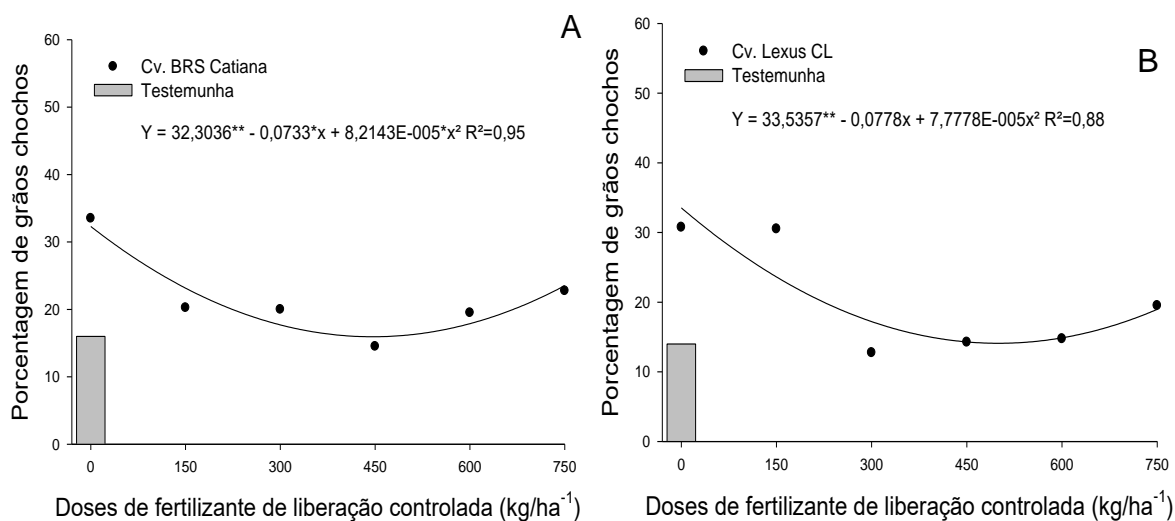 A
Cv. BRS Catiana
Testemunha
Y = 32,3036** - 0,0733*x + 8,2143E-005*x² R²=0,95
Porcentagem de grãos chochos
60
50
40
30
20
10
0
0 150 300 450 600 750
Doses de fertilizante de liberação controlada (kg/ha⁻¹)
B
Cv. Lexus CL
Testemunha
Y = 33,5357** - 0,0778x + 7,7778E-005x² R²=0,88
Porcentagem de grãos chochos
60
50
40
30
20
10
0
0 150 300 450 600 750
Doses de fertilizante de liberação controlada (kg/ha⁻¹)